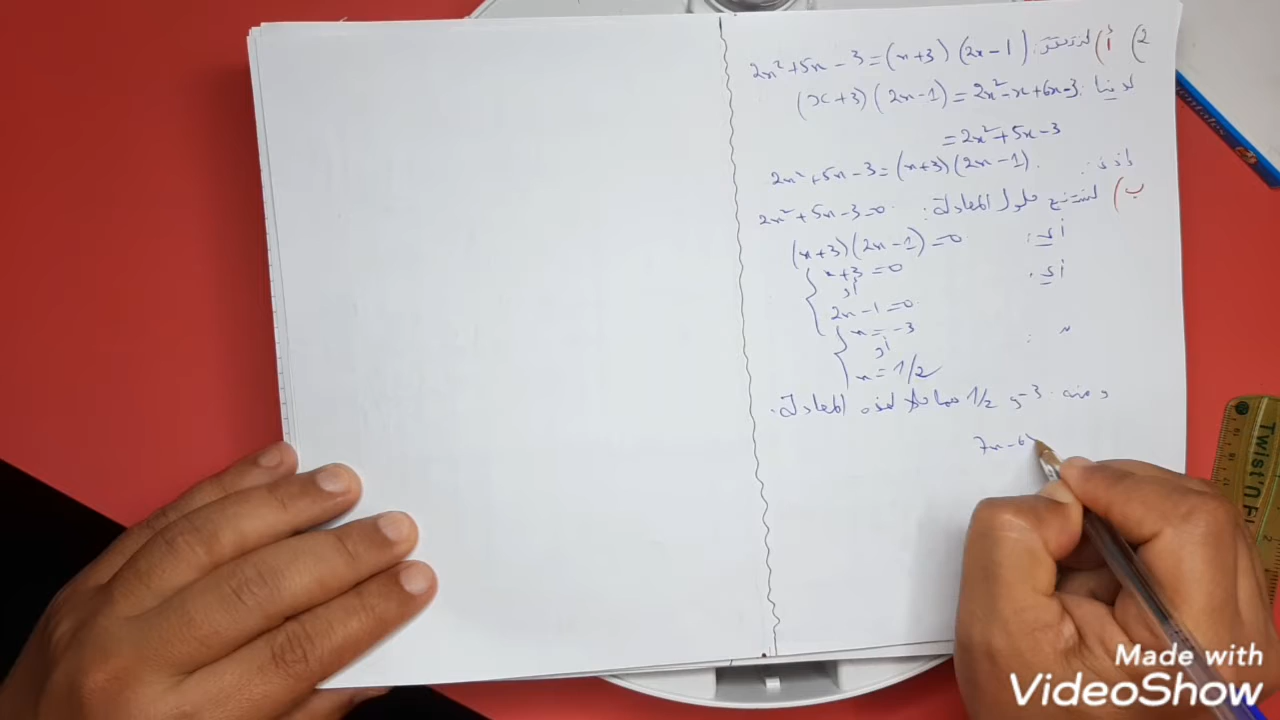 2) أ) لنتحقق: 2x²+5x-3=(x+3)(2x-1)
لدينا: (x+3)(2x-1)=2x²-x+6x-3
=2x²+5x-3
إذن: 2x²+5x-3=(x+3)(2x-1).
ب) لنستنتج حلول المعادلة: 2x²+5x-3=0
أي: (x+3)(2x-1)=0
أي: x+3=0
أو
2x-1=0
" : x=-3
أو
x=1/2
ومنه: -3 و 1/2 هما حلا لهذه المعادلة.
7x-6
Twist'n Fl
Made with
VideoShow